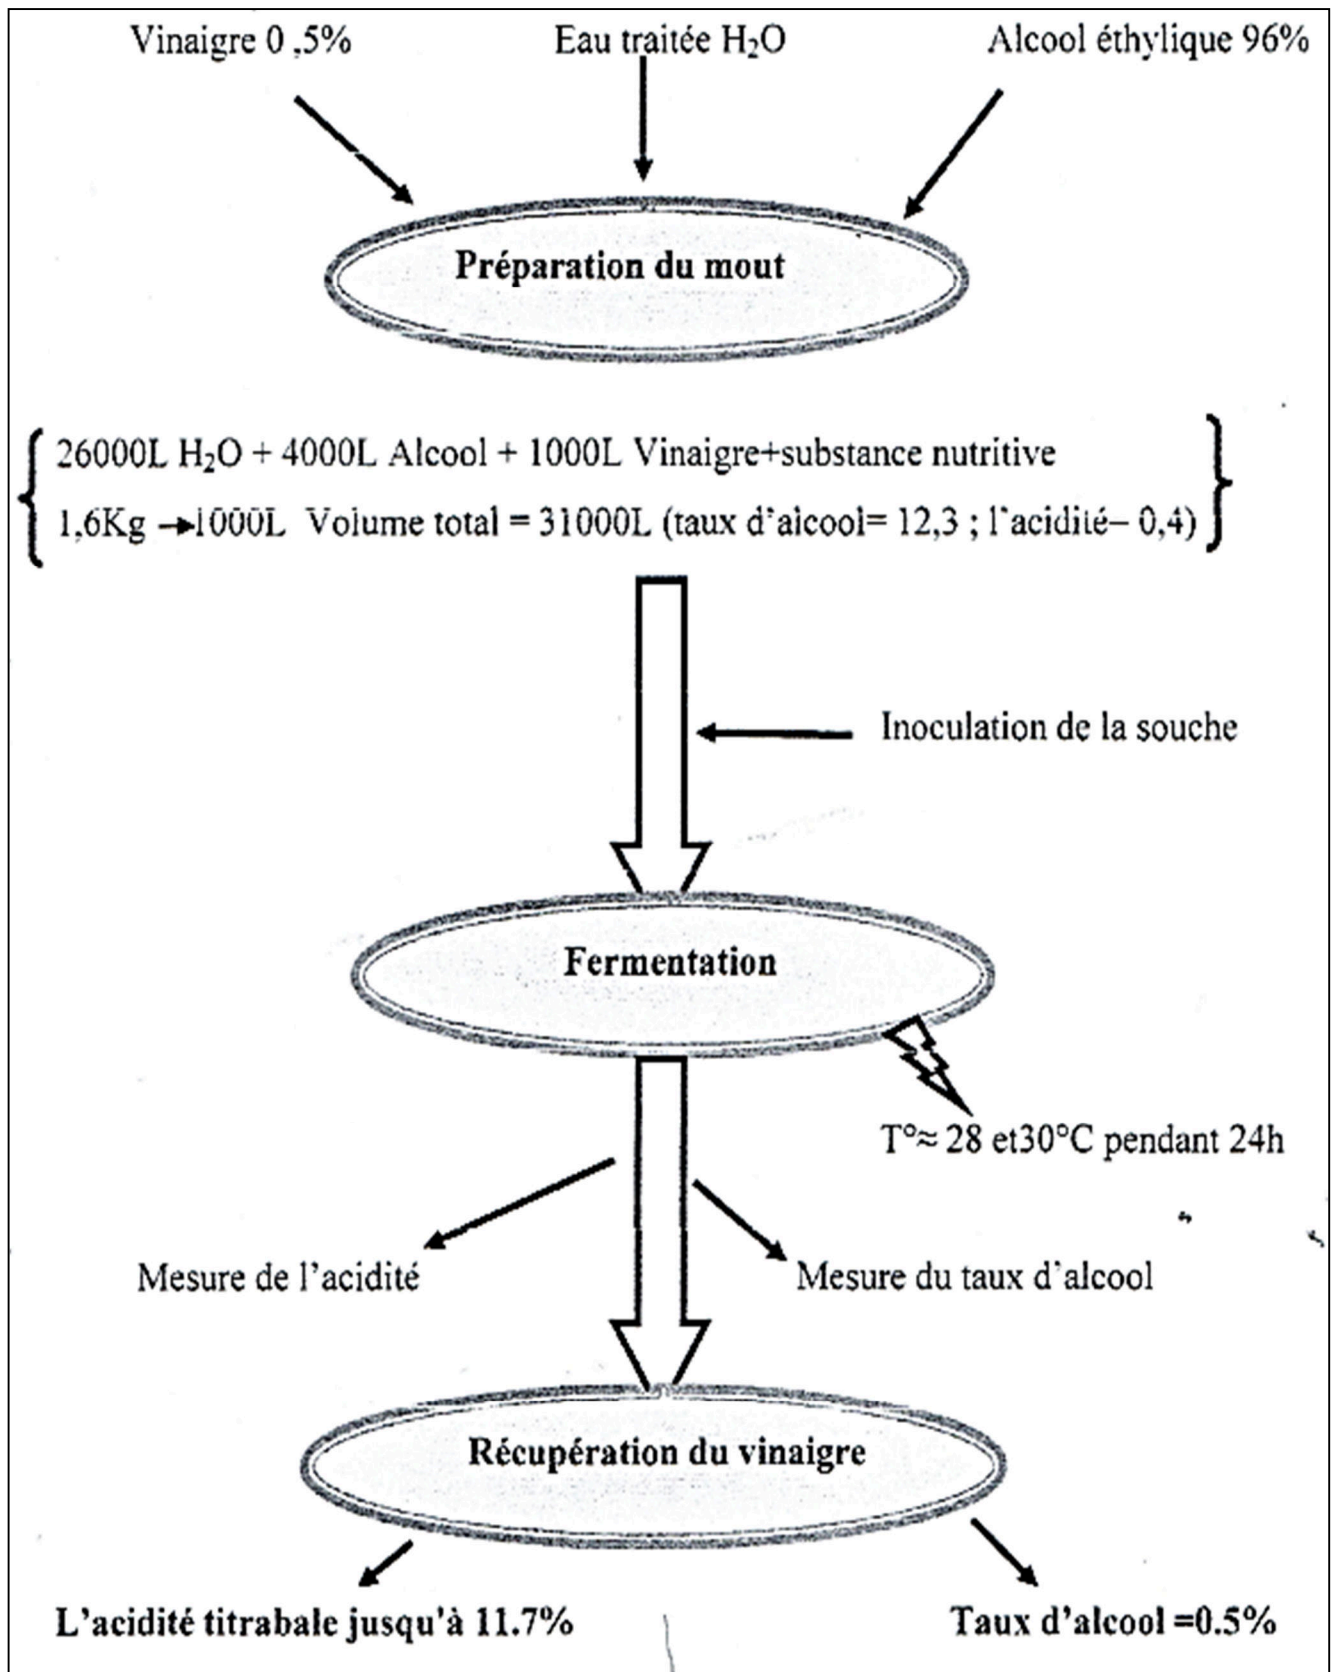 Vinaigre 0 ,5%
Eau traitée H₂O
Alcool éthylique 96%
Préparation du mout
26000L H₂O + 4000L Alcool + 1000L Vinaigre+substance nutritive
1,6Kg →1000L Volume total = 31000L (taux d'alcool= 12,3 ; l'acidité– 0,4)
Inoculation de la souche
Fermentation
T°≈ 28 et30°C pendant 24h
Mesure de l'acidité
Mesure du taux d'alcool
Récupération du vinaigre
L'acidité titrabale jusqu'à 11.7%
Taux d'alcool =0.5%